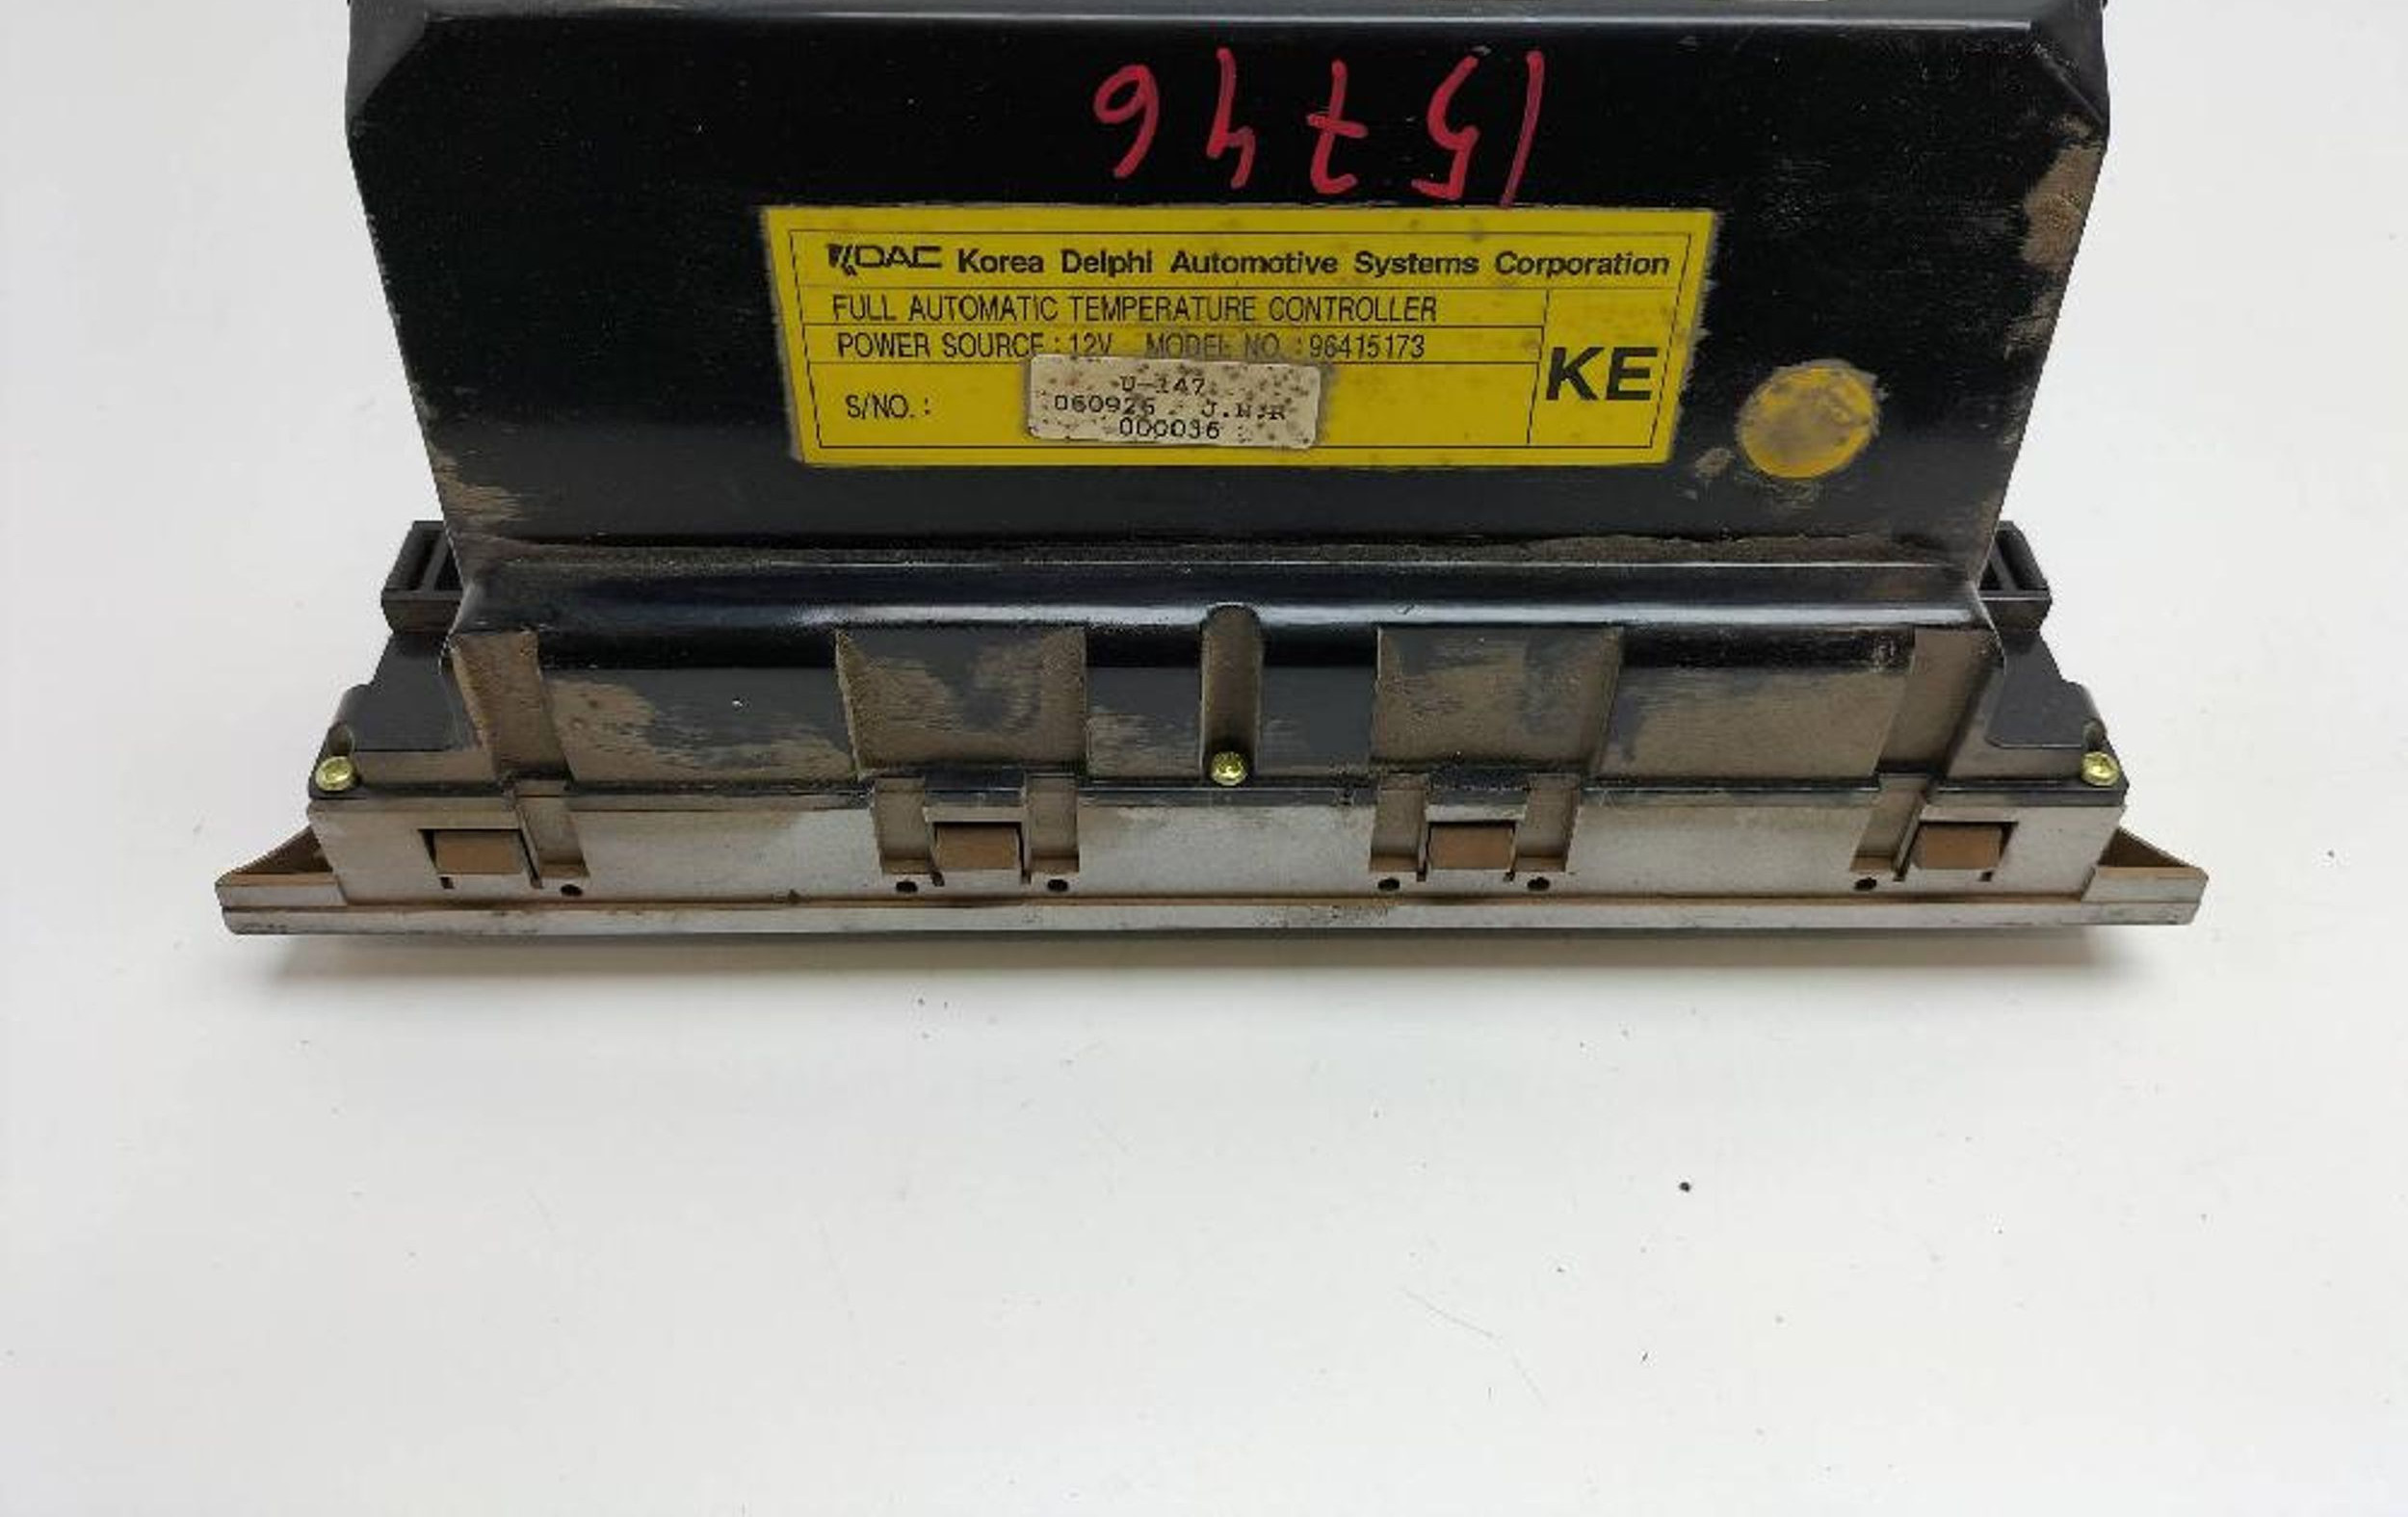 15746
KDAC Korea Delphi Automotive Systems Corporation
FULL AUTOMATIC TEMPERATURE CONTROLLER
POWER SOURCE : 12V MODEL NO. : 96415173
KE
S/NO. :
U-147
060925
000036